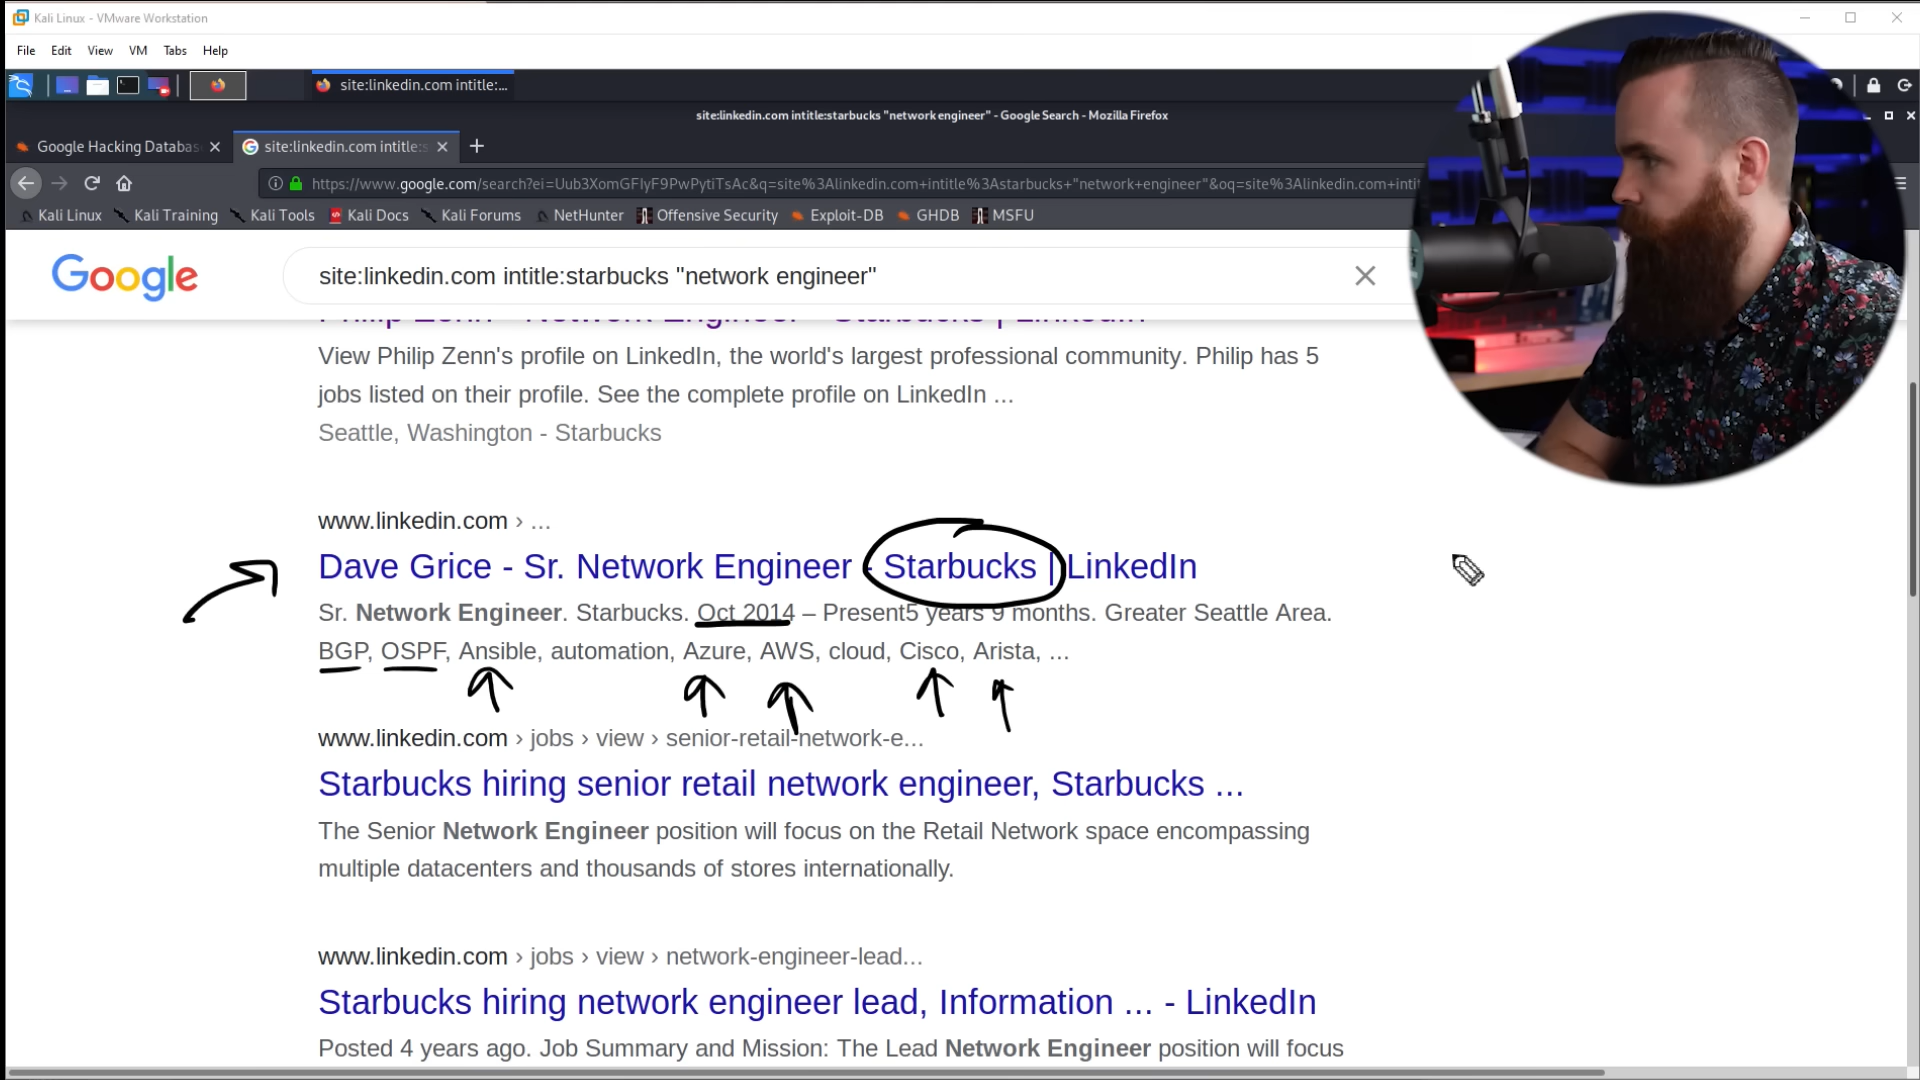 Kali Linux - VMware Workstation
File Edit View VM Tabs Help
site:linkedin.com intitle:...
site:linkedin.com intitle:starbucks "network engineer" - Google Search - Mozilla Firefox
Google Hacking Databas
site:linkedin.com intitle:s
https://www.google.com/search?ei=Uub3XomGFIyF9PwPytiTsAc&q=site%3Alinkedin.com+intitle%3Astarbucks+"network+engineer"&oq=site%3Alinkedin.com+inti
Kali Linux Kali Training Kali Tools Kali Docs Kali Forums NetHunter Offensive Security Exploit-DB GHDB MSFU
Google
site:linkedin.com intitle:starbucks "network engineer"
Philip Zenn - Network Engineer - Starbucks | LinkedIn
View Philip Zenn's profile on LinkedIn, the world's largest professional community. Philip has 5
jobs listed on their profile. See the complete profile on LinkedIn ...
Seattle, Washington - Starbucks
www.linkedin.com › ...
Dave Grice - Sr. Network Engineer - Starbucks | LinkedIn
Sr. Network Engineer. Starbucks. Oct 2014 – Present5 years 9 months. Greater Seattle Area.
BGP, OSPF, Ansible, automation, Azure, AWS, cloud, Cisco, Arista, ...
www.linkedin.com › jobs › view › senior-retail-network-e...
Starbucks hiring senior retail network engineer, Starbucks ...
The Senior Network Engineer position will focus on the Retail Network space encompassing
multiple datacenters and thousands of stores internationally.
www.linkedin.com › jobs › view › network-engineer-lead...
Starbucks hiring network engineer lead, Information ... - LinkedIn
Posted 4 years ago. Job Summary and Mission: The Lead Network Engineer position will focus